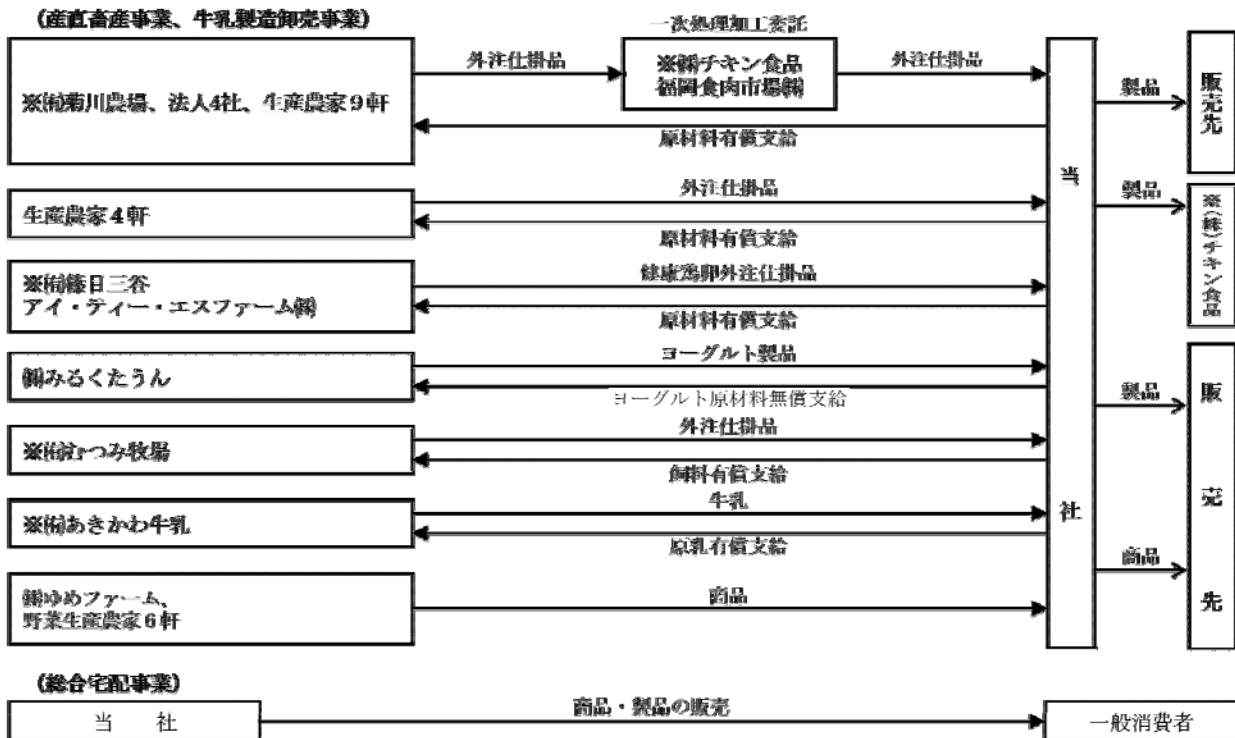 (産直畜産事業、牛乳製造卸売事業)
一次処理加工委託
※㈲菊川農場、法人4社、生産農家9軒
外注仕掛品
※㈱チキン食品
福岡食肉市場㈱
外注仕掛品
原材料有償支給
製品
販売先
生産農家4軒
外注仕掛品
原材料有償支給
製品
※(株)チキン食品
※㈲篠目三谷
アイ・ティー・エスファーム㈱
健康鶏卵外注仕掛品
原材料有償支給
㈱みるくたうん
ヨーグルト製品
ヨーグルト原材料無償支給
製品
※㈲むつみ牧場
外注仕掛品
飼料有償支給
※㈲あきかわ牛乳
牛乳
原乳有償支給
㈱ゆめファーム、
野菜生産農家6軒
商品
商品
当社
販売先
(総合宅配事業)
当 社
商品・製品の販売
一般消費者